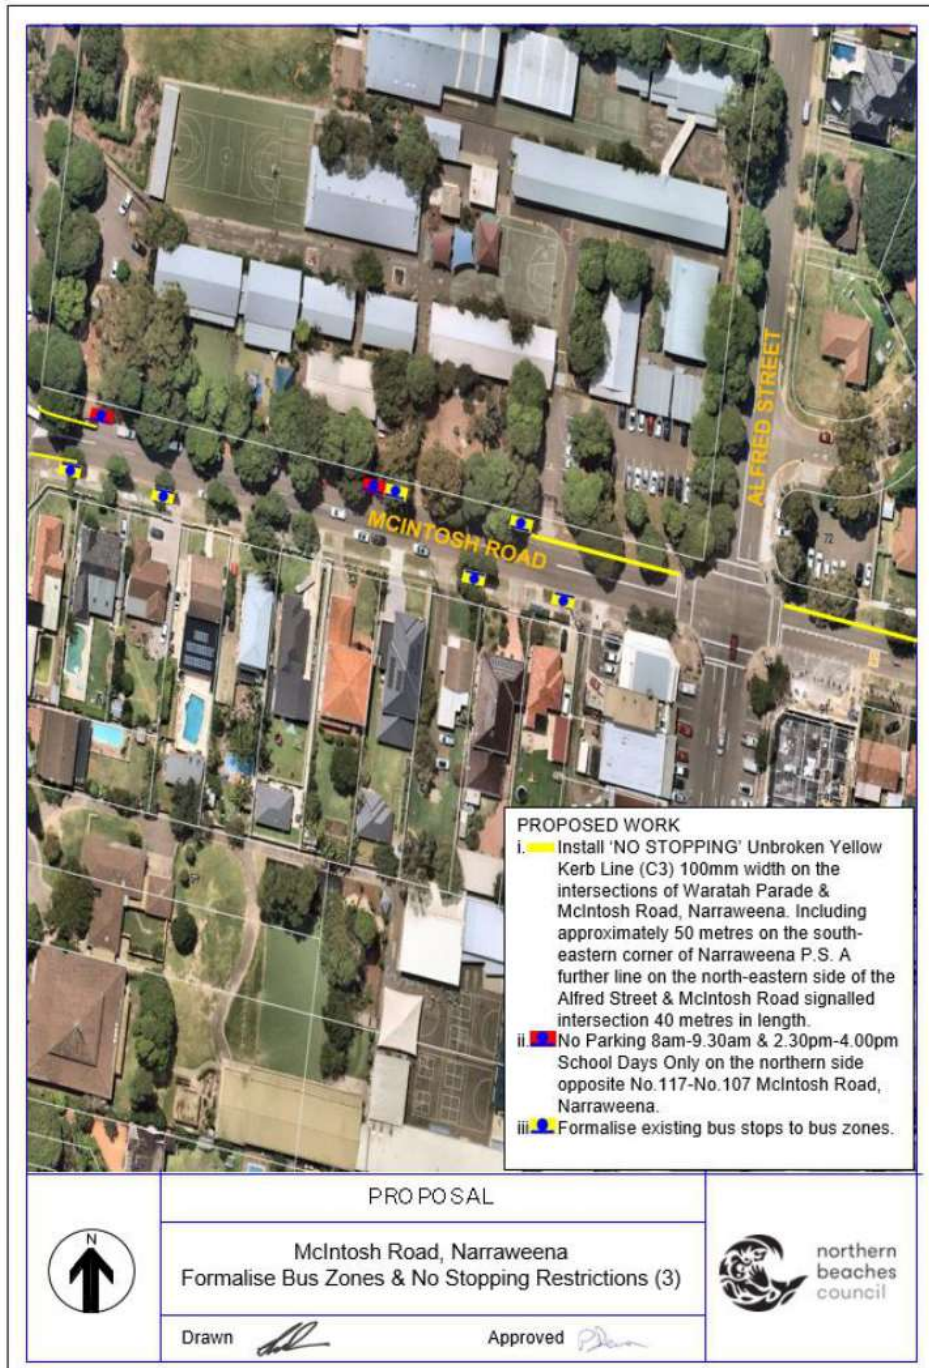 ALFRED STREET
MCINTOSH ROAD
72
PROPOSED WORK
i. Install 'NO STOPPING' Unbroken Yellow
Kerb Line (C3) 100mm width on the
intersections of Waratah Parade &
McIntosh Road, Narraweena. Including
approximately 50 metres on the south-
eastern corner of Narraweena P.S. A
further line on the north-eastern side of the
Alfred Street & McIntosh Road signalled
intersection 40 metres in length.
ii. No Parking 8am-9.30am & 2.30pm-4.00pm
School Days Only on the northern side
opposite No.117-No.107 McIntosh Road,
Narraweena.
iii Formalise existing bus stops to bus zones.
PROPOSAL
N
McIntosh Road, Narraweena
Formalise Bus Zones & No Stopping Restrictions (3)
northern
beaches
council
Drawn
Approved